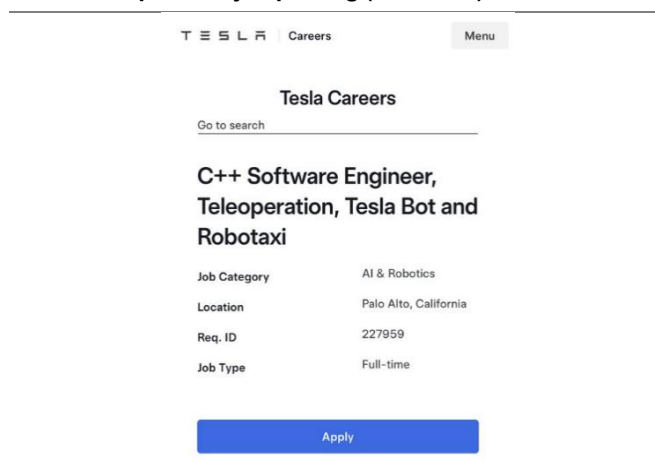 TESLA Careers Menu
Tesla Careers
Go to search
C++ Software Engineer,
Teleoperation, Tesla Bot and
Robotaxi
Job Category AI & Robotics
Location Palo Alto, California
Req. ID 227959
Job Type Full-time
Apply